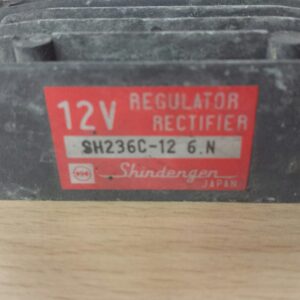 12V REGULATOR
RECTIFIER
SH236C-12 6.N
Shindengen
JAPAN